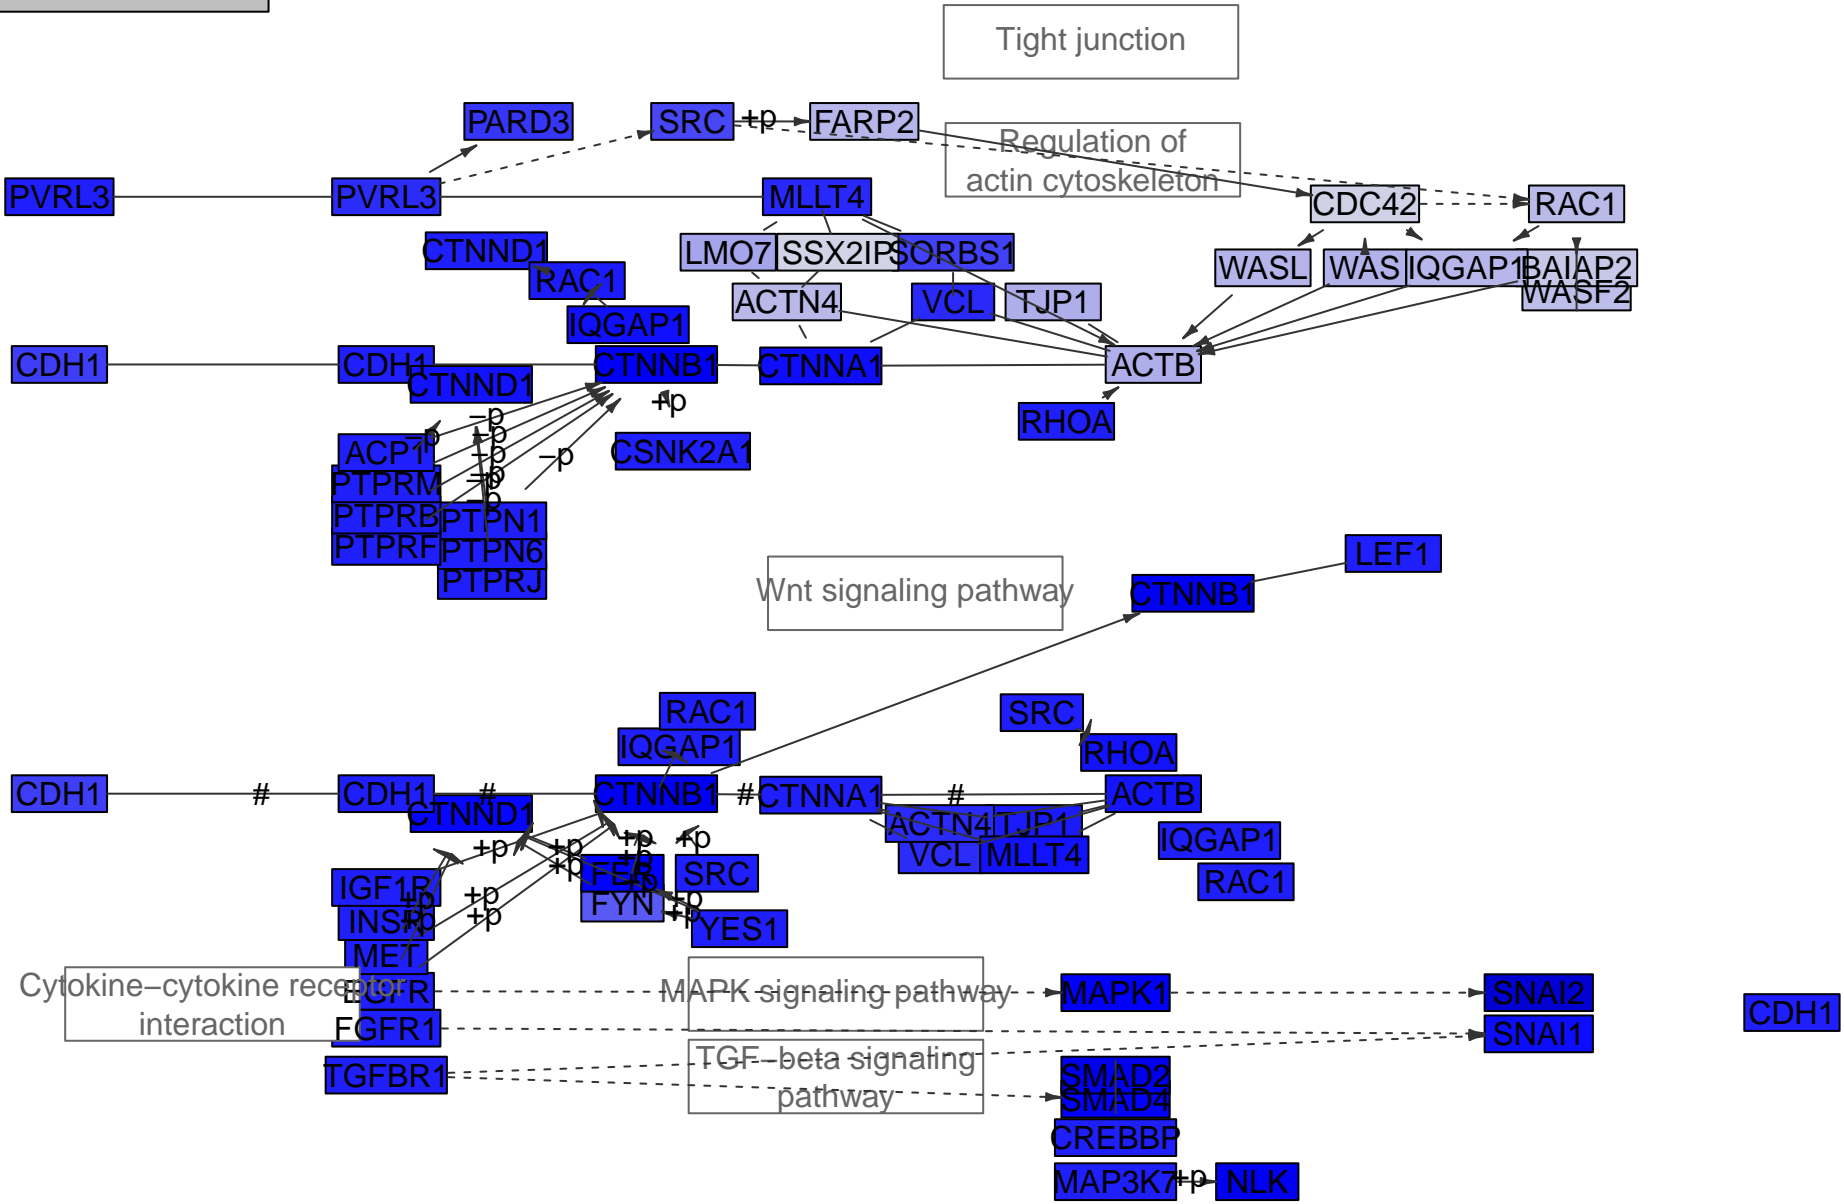 Tight junction
PARD3
SRC
+p
FARP2
Regulation of
actin cytoskeleton
PVRL3
PVRL3
MLLT4
CDC42
RAC1
CTNND1
RAC1
LMO7
SSX2IP
SORBS1
WASL
WAS
IQGAP1
BAIAP2
WASF2
ACTN4
VCL
TJP1
IQGAP1
CDH1
CDH1
CTNND1
CTNNB1
CTNNA1
ACTB
+p
RHOA
–p
–p
–p
–p
–p
–p
–p
–p
ACP1
CSNK2A1
PTPRM
PTPRB
PTPN1
PTPRF
PTPN6
PTPRJ
LEF1
Wnt signaling pathway
CTNNB1
RAC1
SRC
IQGAP1
RHOA
CDH1
#
CDH1
#
CTNNB1
#
CTNNA1
#
ACTB
CTNND1
ACTN4
TJP1
VCL
MLLT4
IQGAP1
RAC1
+p
+p
+p
+p
+p
+p
+p
FER
SRC
IGF1R
+p
+p
FYN
+p
+p
INSR
+p
+p
YES1
MET
Cytokine–cytokine receptor
interaction
EGFR
MAPK signaling pathway
MAPK1
SNAI2
CDH1
FGFR1
SNAI1
TGF–beta signaling
pathway
TGFBR1
SMAD2
SMAD4
CREBBP
MAP3K7
+p
NLK